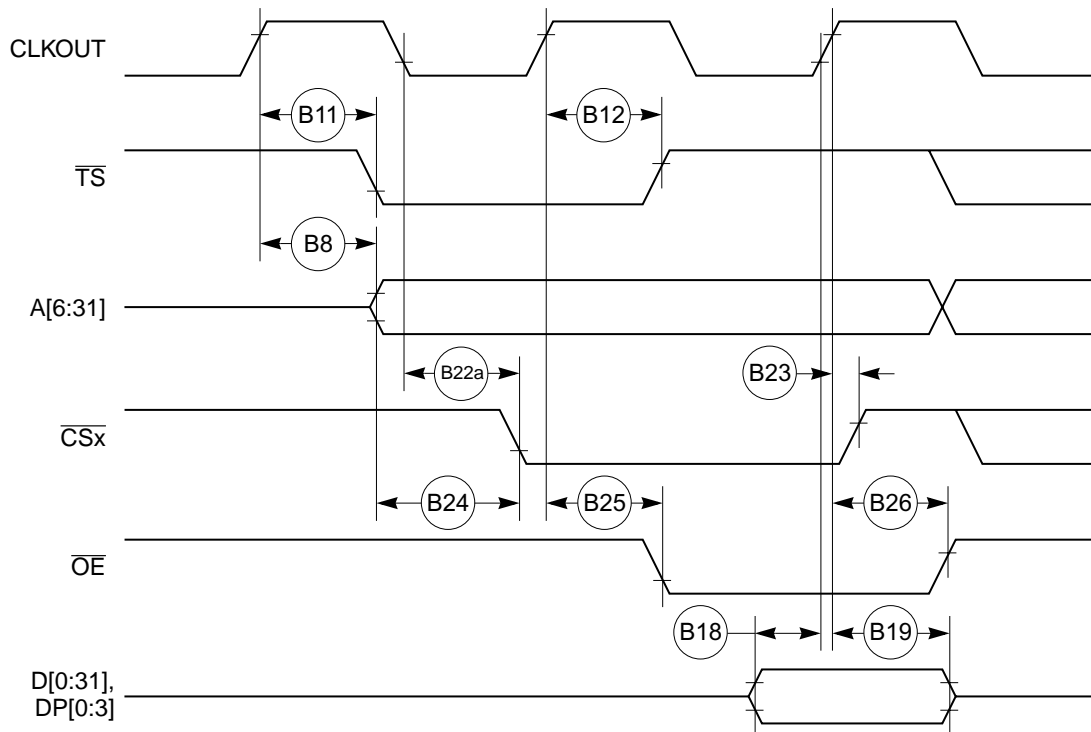 CLKOUT
B11
B12
TS
B8
A[6:31]
B22a
B23
CSx
B24
B25
B26
OE
B18
B19
D[0:31],
DP[0:3]